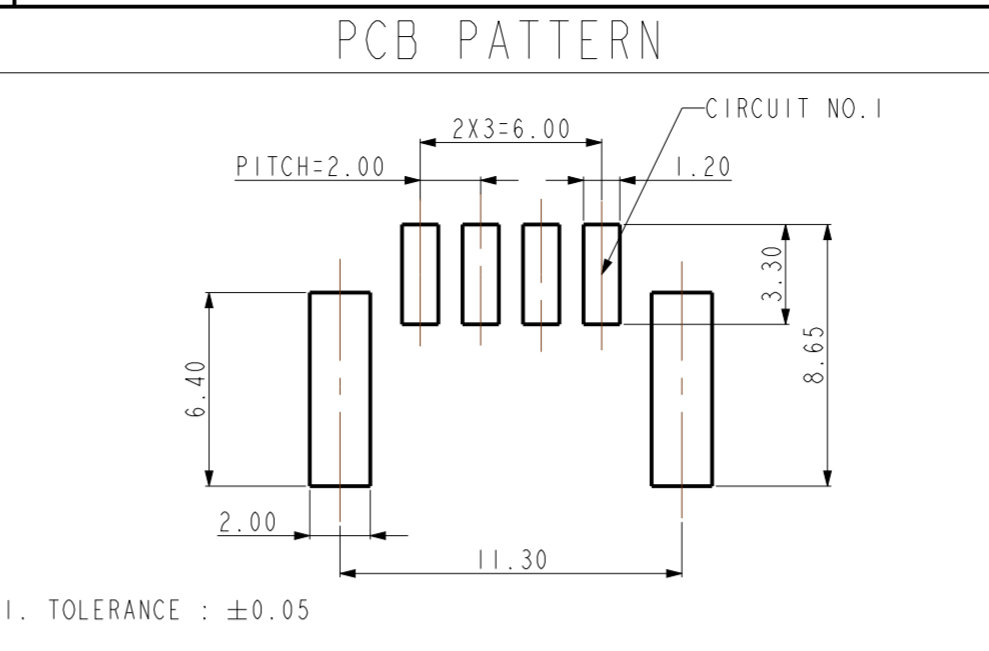 PCB PATTERN
CIRCUIT NO.1
2X3=6.00
PITCH=2.00
1.20
3.30
8.65
6.40
2.00
11.30
1. TOLERANCE : ±0.05